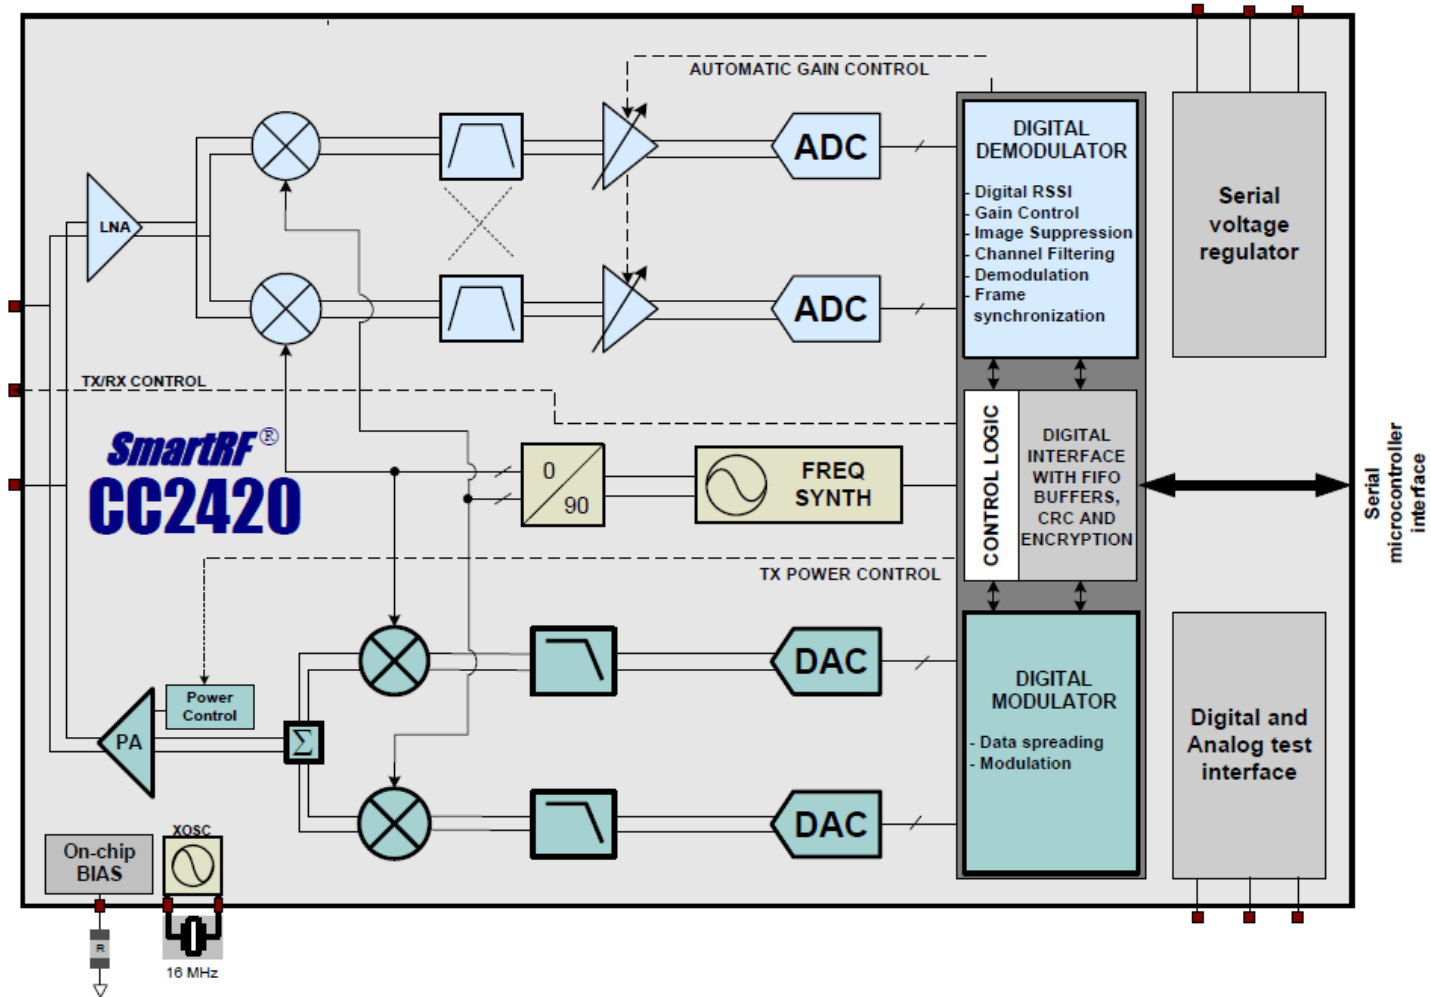 AUTOMATIC GAIN CONTROL
ADC
DIGITAL
DEMODULATOR
- Digital RSSI
- Gain Control
- Image Suppression
- Channel Filtering
- Demodulation
- Frame
synchronization
Serial
voltage
regulator
LNA
ADC
TX/RX CONTROL
SmartRF®
CC2420
0
90
FREQ
SYNTH
CONTROL LOGIC
DIGITAL
INTERFACE
WITH FIFO
BUFFERS,
CRC AND
ENCRYPTION
Serial
microcontroller
interface
TX POWER CONTROL
Power
Control
PA
Σ
DAC
DIGITAL
MODULATOR
- Data spreading
- Modulation
Digital and
Analog test
interface
DAC
On-chip
BIAS
XOSC
R
16 MHz